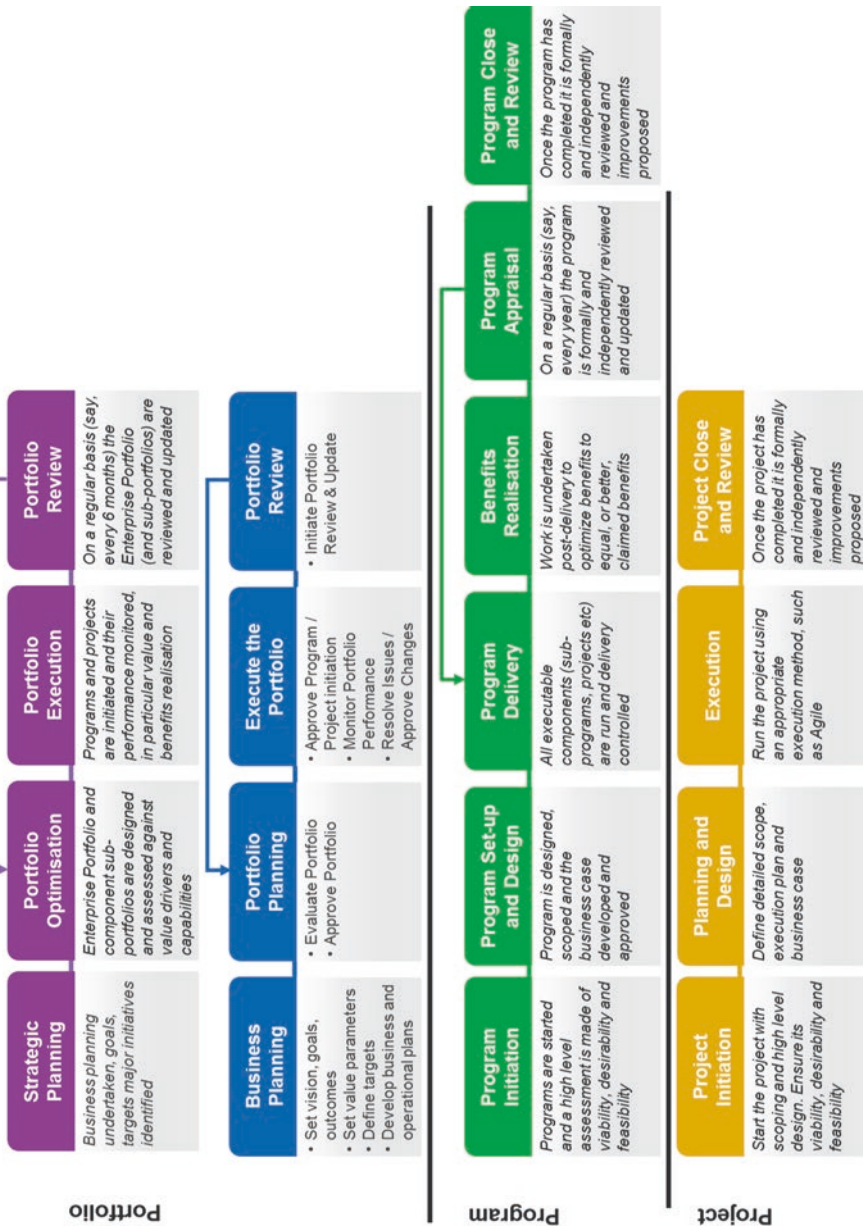 Portfolio
Strategic
Planning
Business planning
undertaken, goals,
targets major initiatives
identified
Portfolio
Optimisation
Enterprise Portfolio and
component sub-
portfolios are designed
and assessed against
value drivers and
capabilities
Portfolio
Execution
Programs and projects
are initiated and their
performance monitored,
in particular value and
benefits realisation
Portfolio
Review
On a regular basis (say,
every 6 months) the
Enterprise Portfolio
(and sub-portfolios) are
reviewed and updated
Business
Planning
• Set vision, goals,
outcomes
• Set value parameters
• Define targets
• Develop business and
operational plans
Portfolio
Planning
• Evaluate Portfolio
• Approve Portfolio
Execute the
Portfolio
• Approve Program /
Project initiation
• Monitor Portfolio
Performance
• Resolve Issues /
Approve Changes
Portfolio
Review
• Initiate Portfolio
Review & Update
Program
Program
Initiation
Programs are started
and a high level
assessment is made of
viability, desirability and
feasibility
Program Set-up
and Design
Program is designed,
scoped and the
business case
developed and
approved
Program
Delivery
All executable
components (sub-
programs, projects etc)
are run and delivery
controlled
Benefits
Realisation
Work is undertaken
post-delivery to
optimize benefits to
equal, or better,
claimed benefits
Program
Appraisal
On a regular basis (say,
every year) the program
is formally and
independently reviewed
and updated
Program Close
and Review
Once the program has
completed it is formally
and independently
reviewed and
improvements
proposed
Project
Project
Initiation
Start the project with
scoping and high level
design. Ensure its
viability, desirability and
feasibility
Planning and
Design
Define detailed scope,
execution plan and
business case
Execution
Run the project using
an appropriate
execution method, such
as Agile
Project Close
and Review
Once the project has
completed it is formally
and independently
reviewed and
improvements
proposed